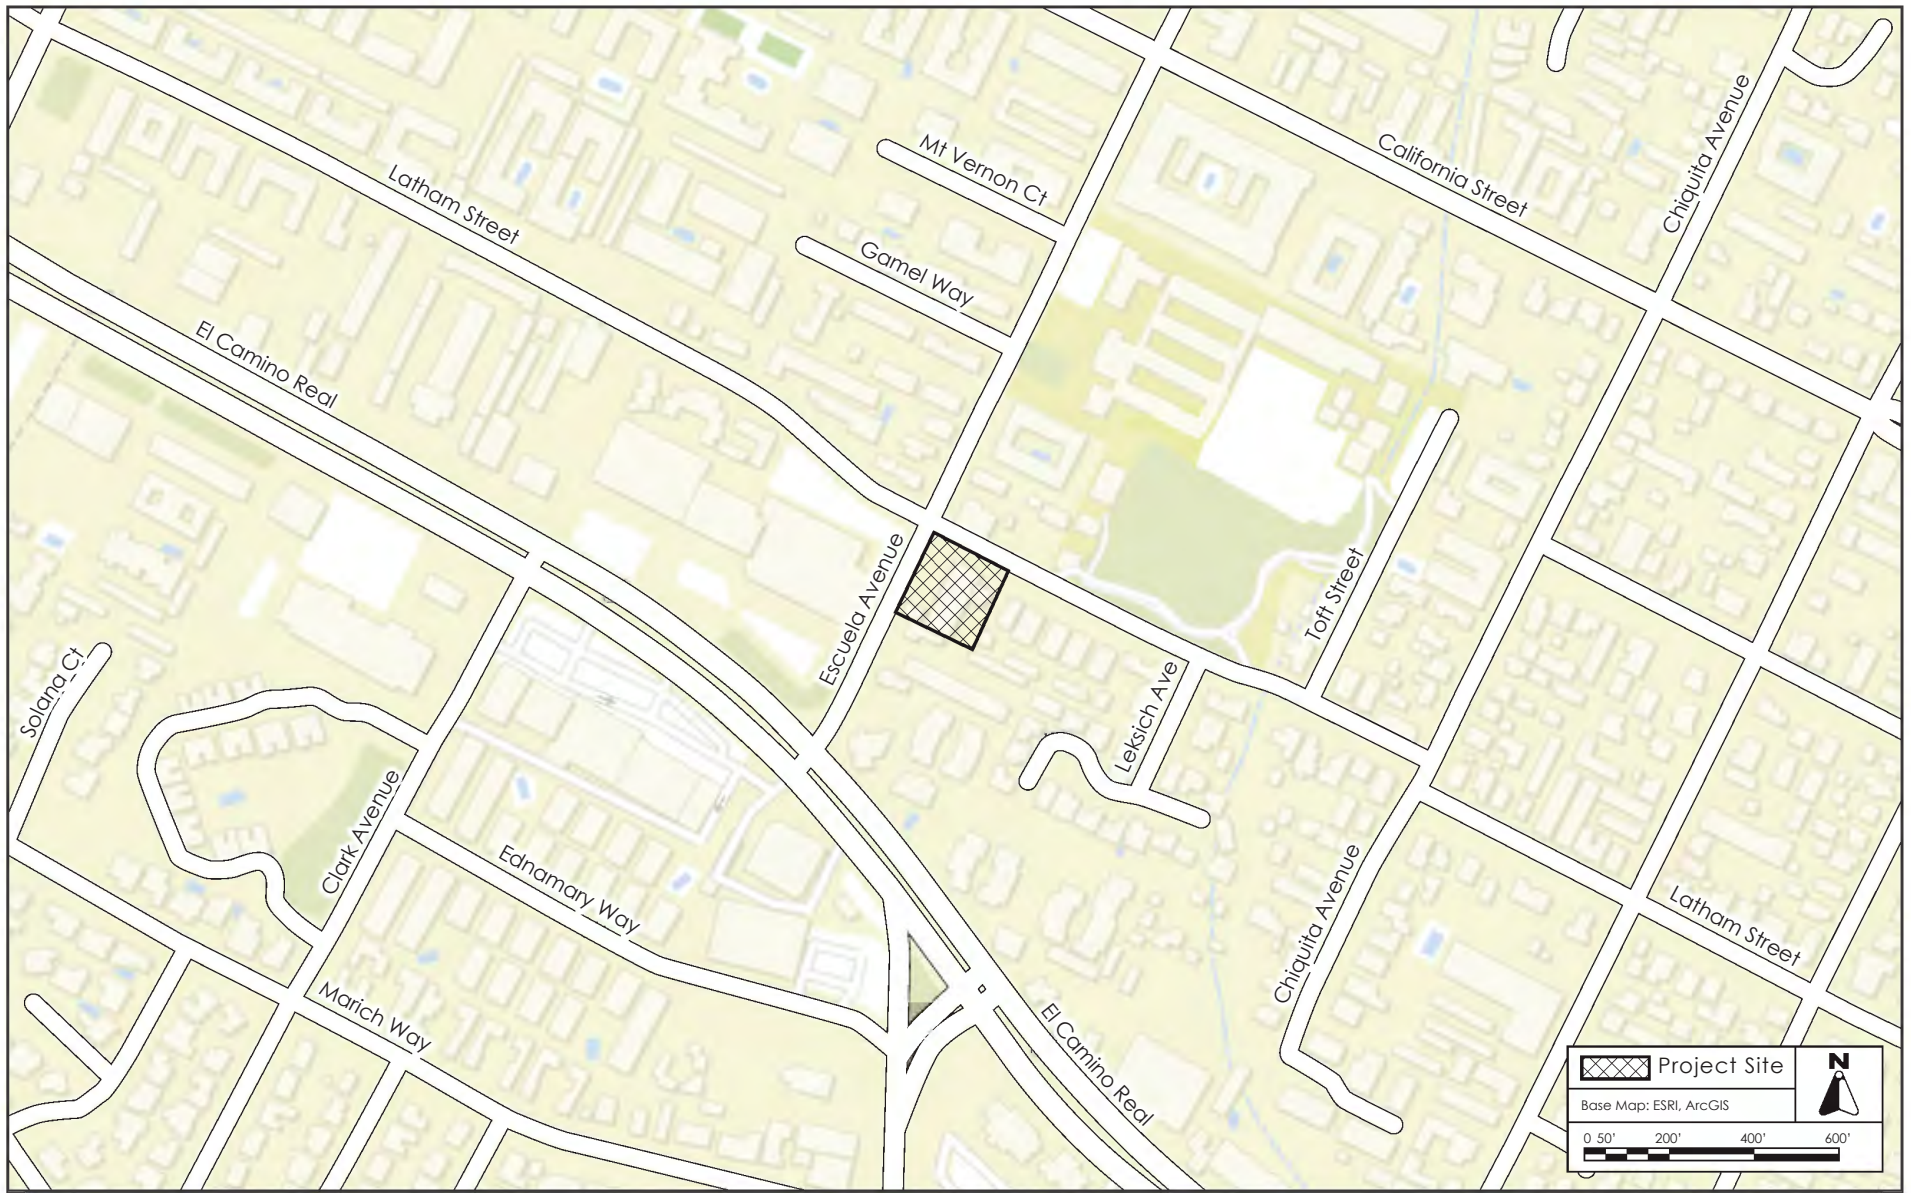 Chiquita Avenue
California Street
Mt Vernon Ct
Latham Street
Gamel Way
El Camino Real
Escuela Avenue
Toft Street
Solana Ct
Leksich Ave
Clark Avenue
Ednamary Way
Chiquita Avenue
Latham Street
Marich Way
El Camino Real
Project Site
N
Base Map: ESRI, ArcGIS
0 50' 200' 400' 600'